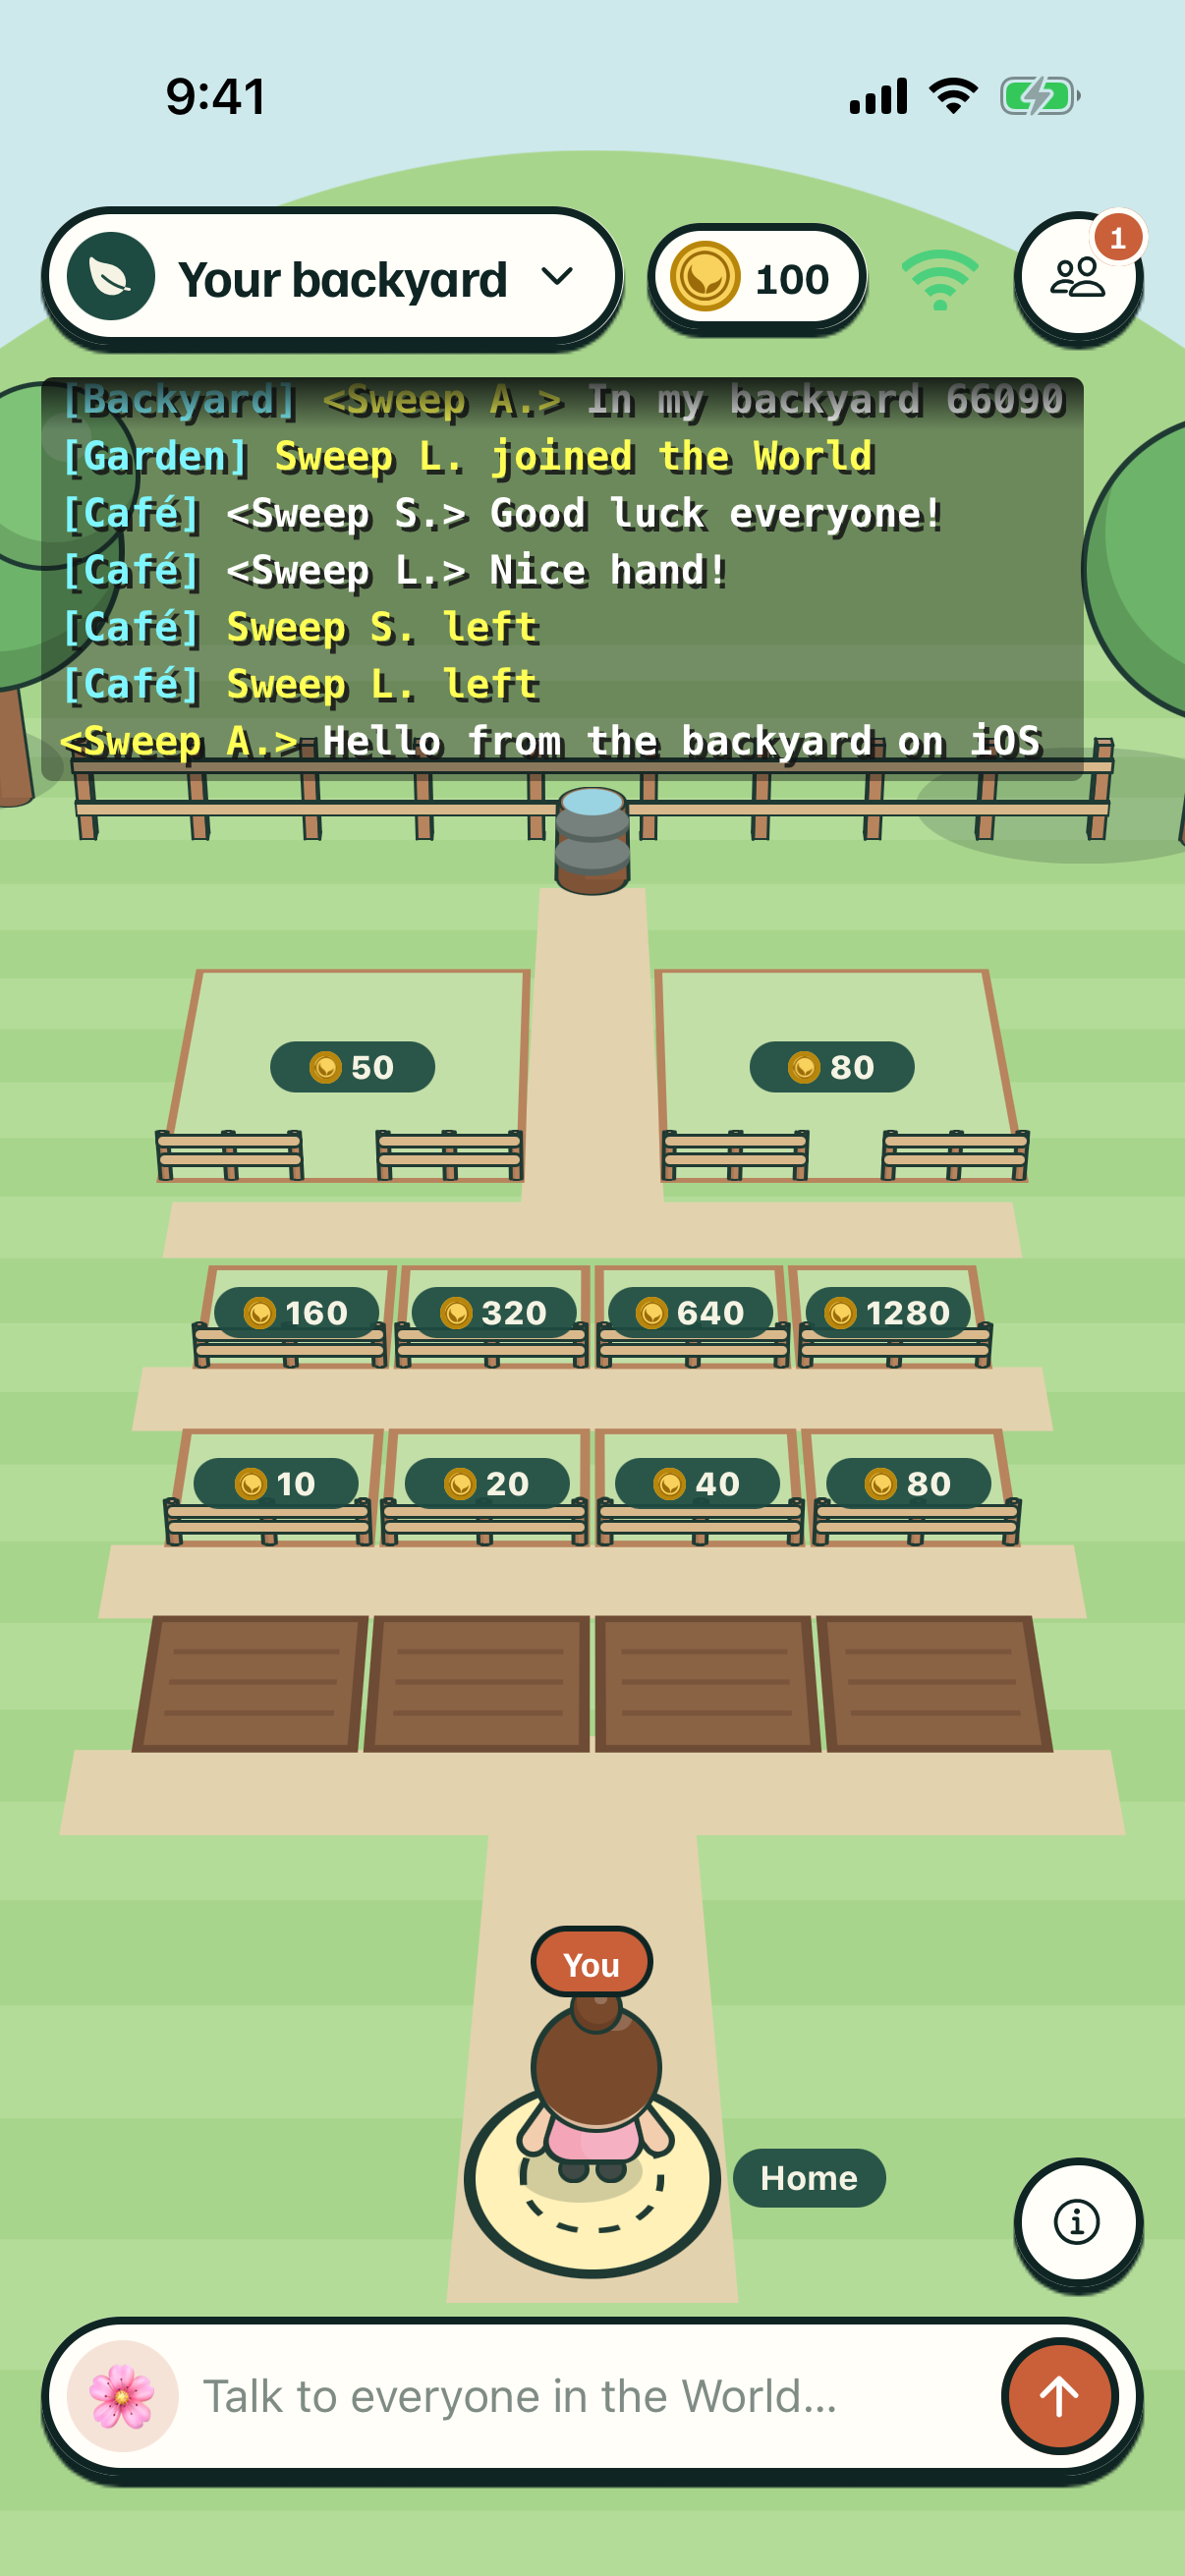 9:41
Your backyard
100
1
[Backyard] <Sweep A.> In my backyard 66090
[Garden] Sweep L. joined the World
[Café] <Sweep S.> Good luck everyone!
[Café] <Sweep L.> Nice hand!
[Café] Sweep S. left
[Café] Sweep L. left
<Sweep A.> Hello from the backyard on iOS
50
80
160
320
640
1280
10
20
40
80
You
Home
Talk to everyone in the World...